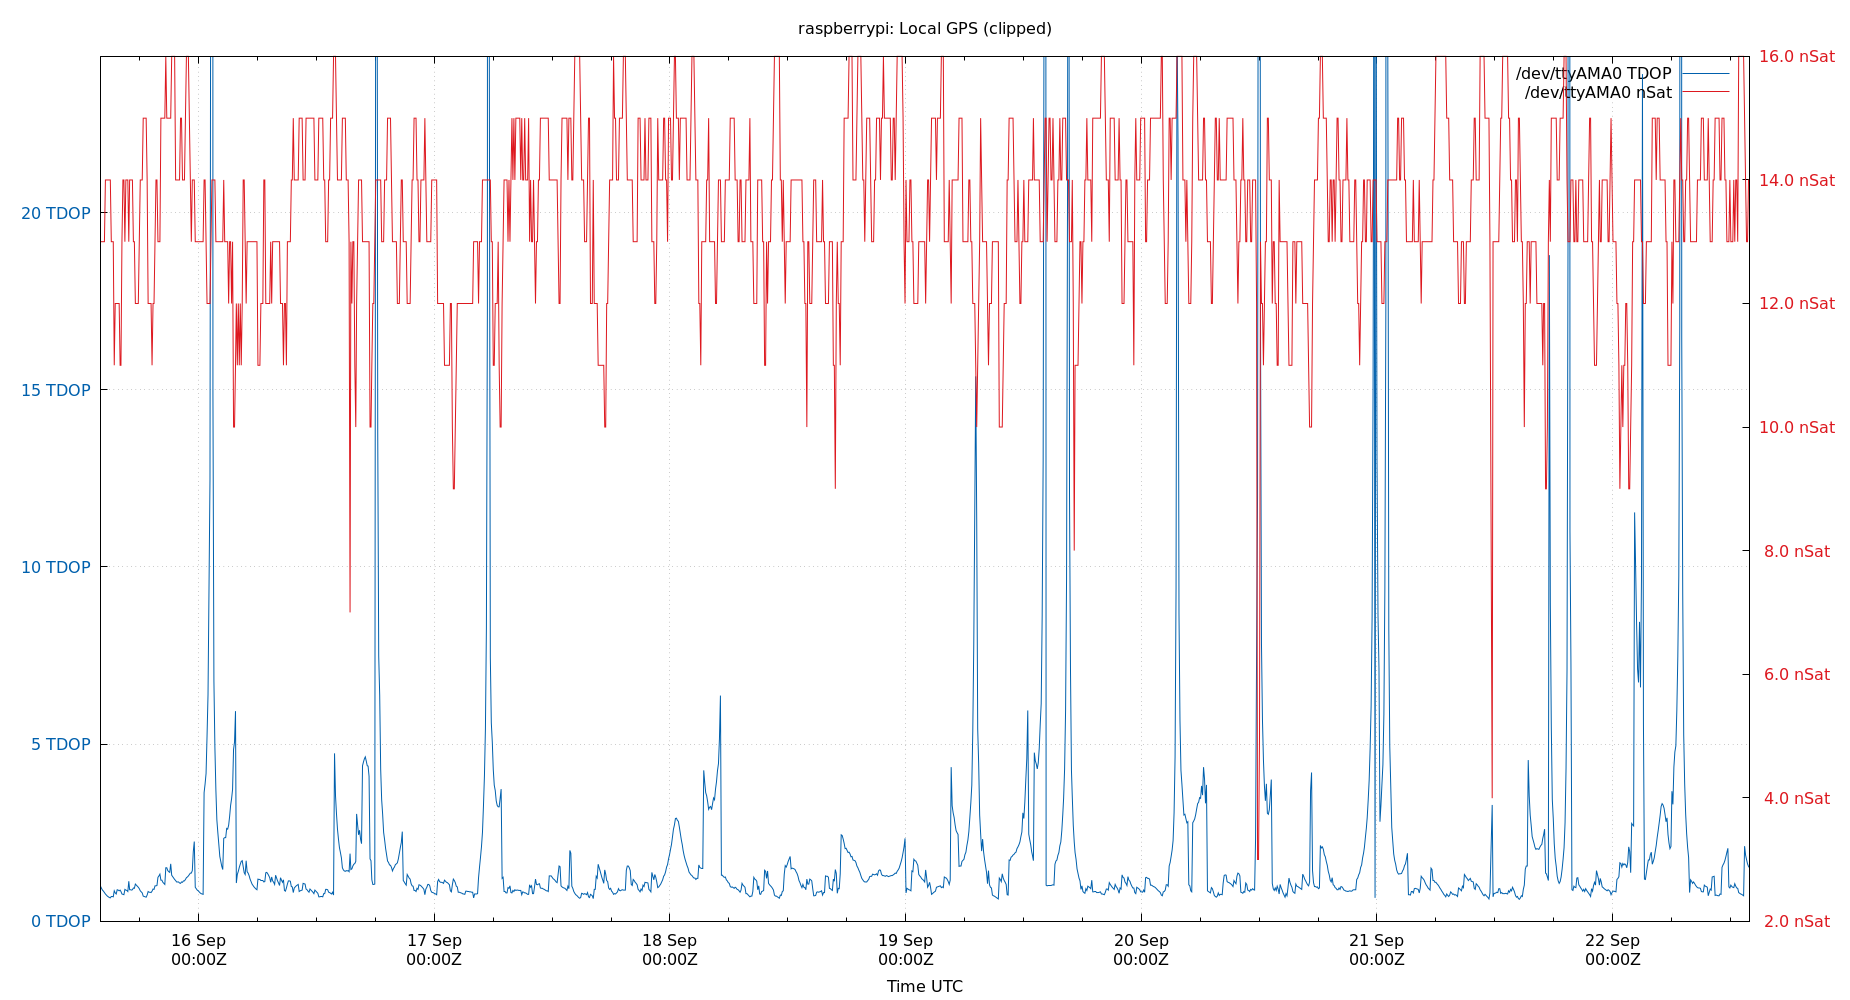 raspberrypi: Local GPS (clipped)
/dev/ttyAMA0 TDOP
/dev/ttyAMA0 nSat
16.0 nSat
14.0 nSat
12.0 nSat
10.0 nSat
8.0 nSat
6.0 nSat
4.0 nSat
2.0 nSat
20 TDOP
15 TDOP
10 TDOP
5 TDOP
0 TDOP
16 Sep
00:00Z
17 Sep
00:00Z
18 Sep
00:00Z
19 Sep
00:00Z
20 Sep
00:00Z
21 Sep
00:00Z
22 Sep
00:00Z
Time UTC